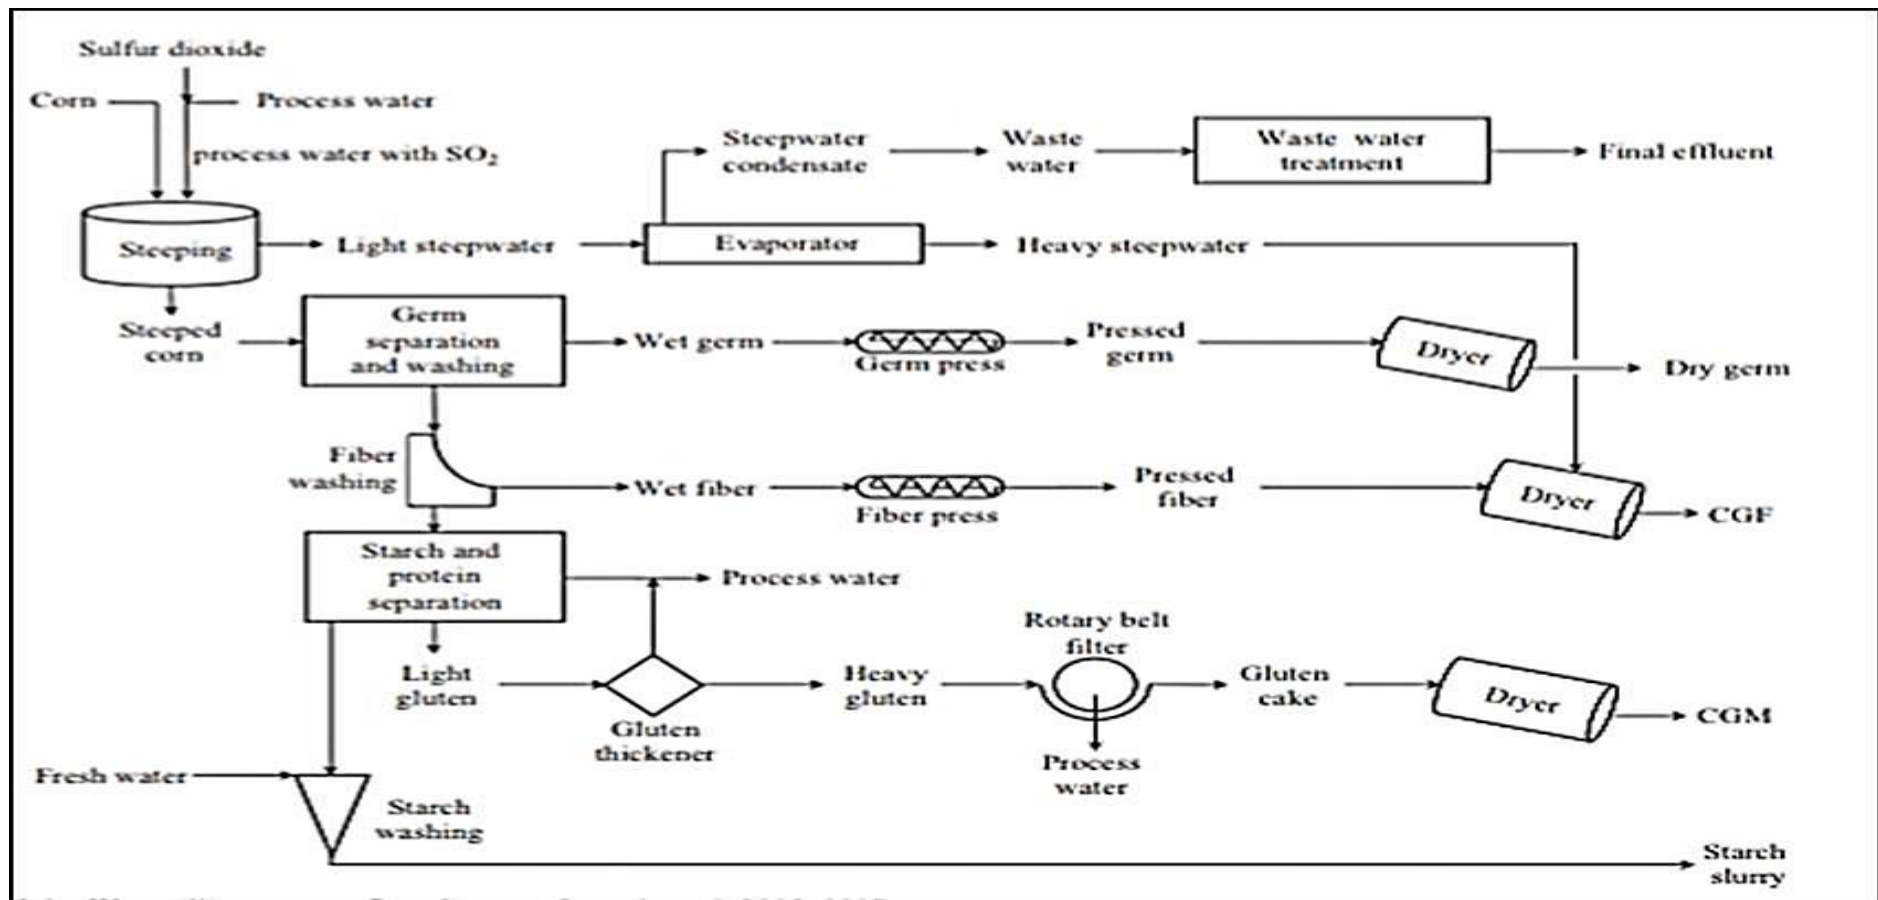 Sulfur dioxide
Corn
Process water
process water with SO₂
Steepwater
condensate
Waste
water
Waste water
treatment
Final effluent
Steeping
Light steepwater
Evaporator
Heavy steepwater
Steeped
corn
Germ
separation
and washing
Wet germ
Germ press
Pressed
germ
Dryer
Dry germ
Fiber
washing
Wet fiber
Fiber press
Pressed
fiber
Dryer
CGF
Starch and
protein
separation
Process water
Light
gluten
Gluten
thickener
Heavy
gluten
Rotary belt
filter
Process
water
Gluten
cake
Dryer
CGM
Fresh water
Starch
washing
Starch
slurry